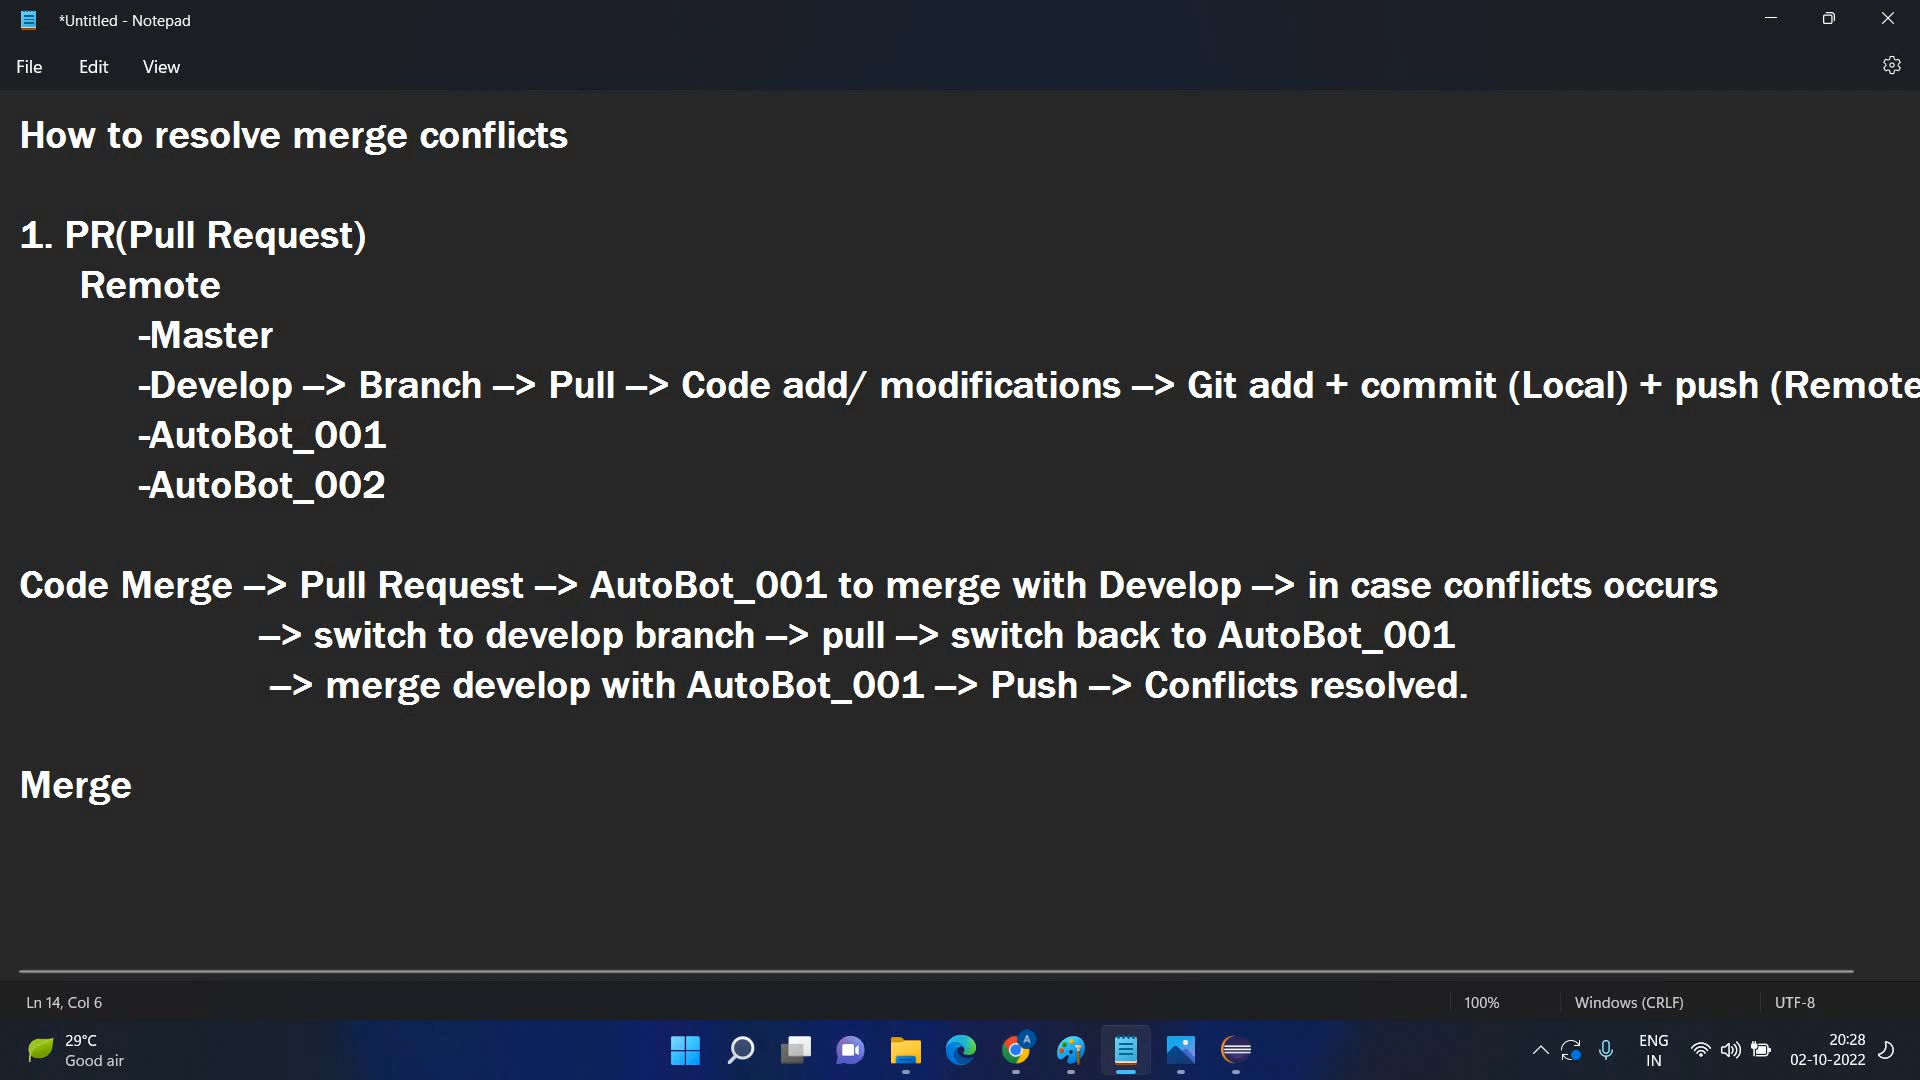 *Untitled - Notepad
File Edit View
How to resolve merge conflicts
1. PR(Pull Request)
Remote
-Master
-Develop –> Branch –> Pull –> Code add/ modifications –> Git add + commit (Local) + push (Remote
-AutoBot_001
-AutoBot_002
Code Merge –> Pull Request –> AutoBot_001 to merge with Develop –> in case conflicts occurs
–> switch to develop branch –> pull –> switch back to AutoBot_001
–> merge develop with AutoBot_001 –> Push –> Conflicts resolved.
Merge
Ln 14, Col 6 100% Windows (CRLF) UTF-8
29°C
Good air
A
ENG
IN
20:28
02-10-2022